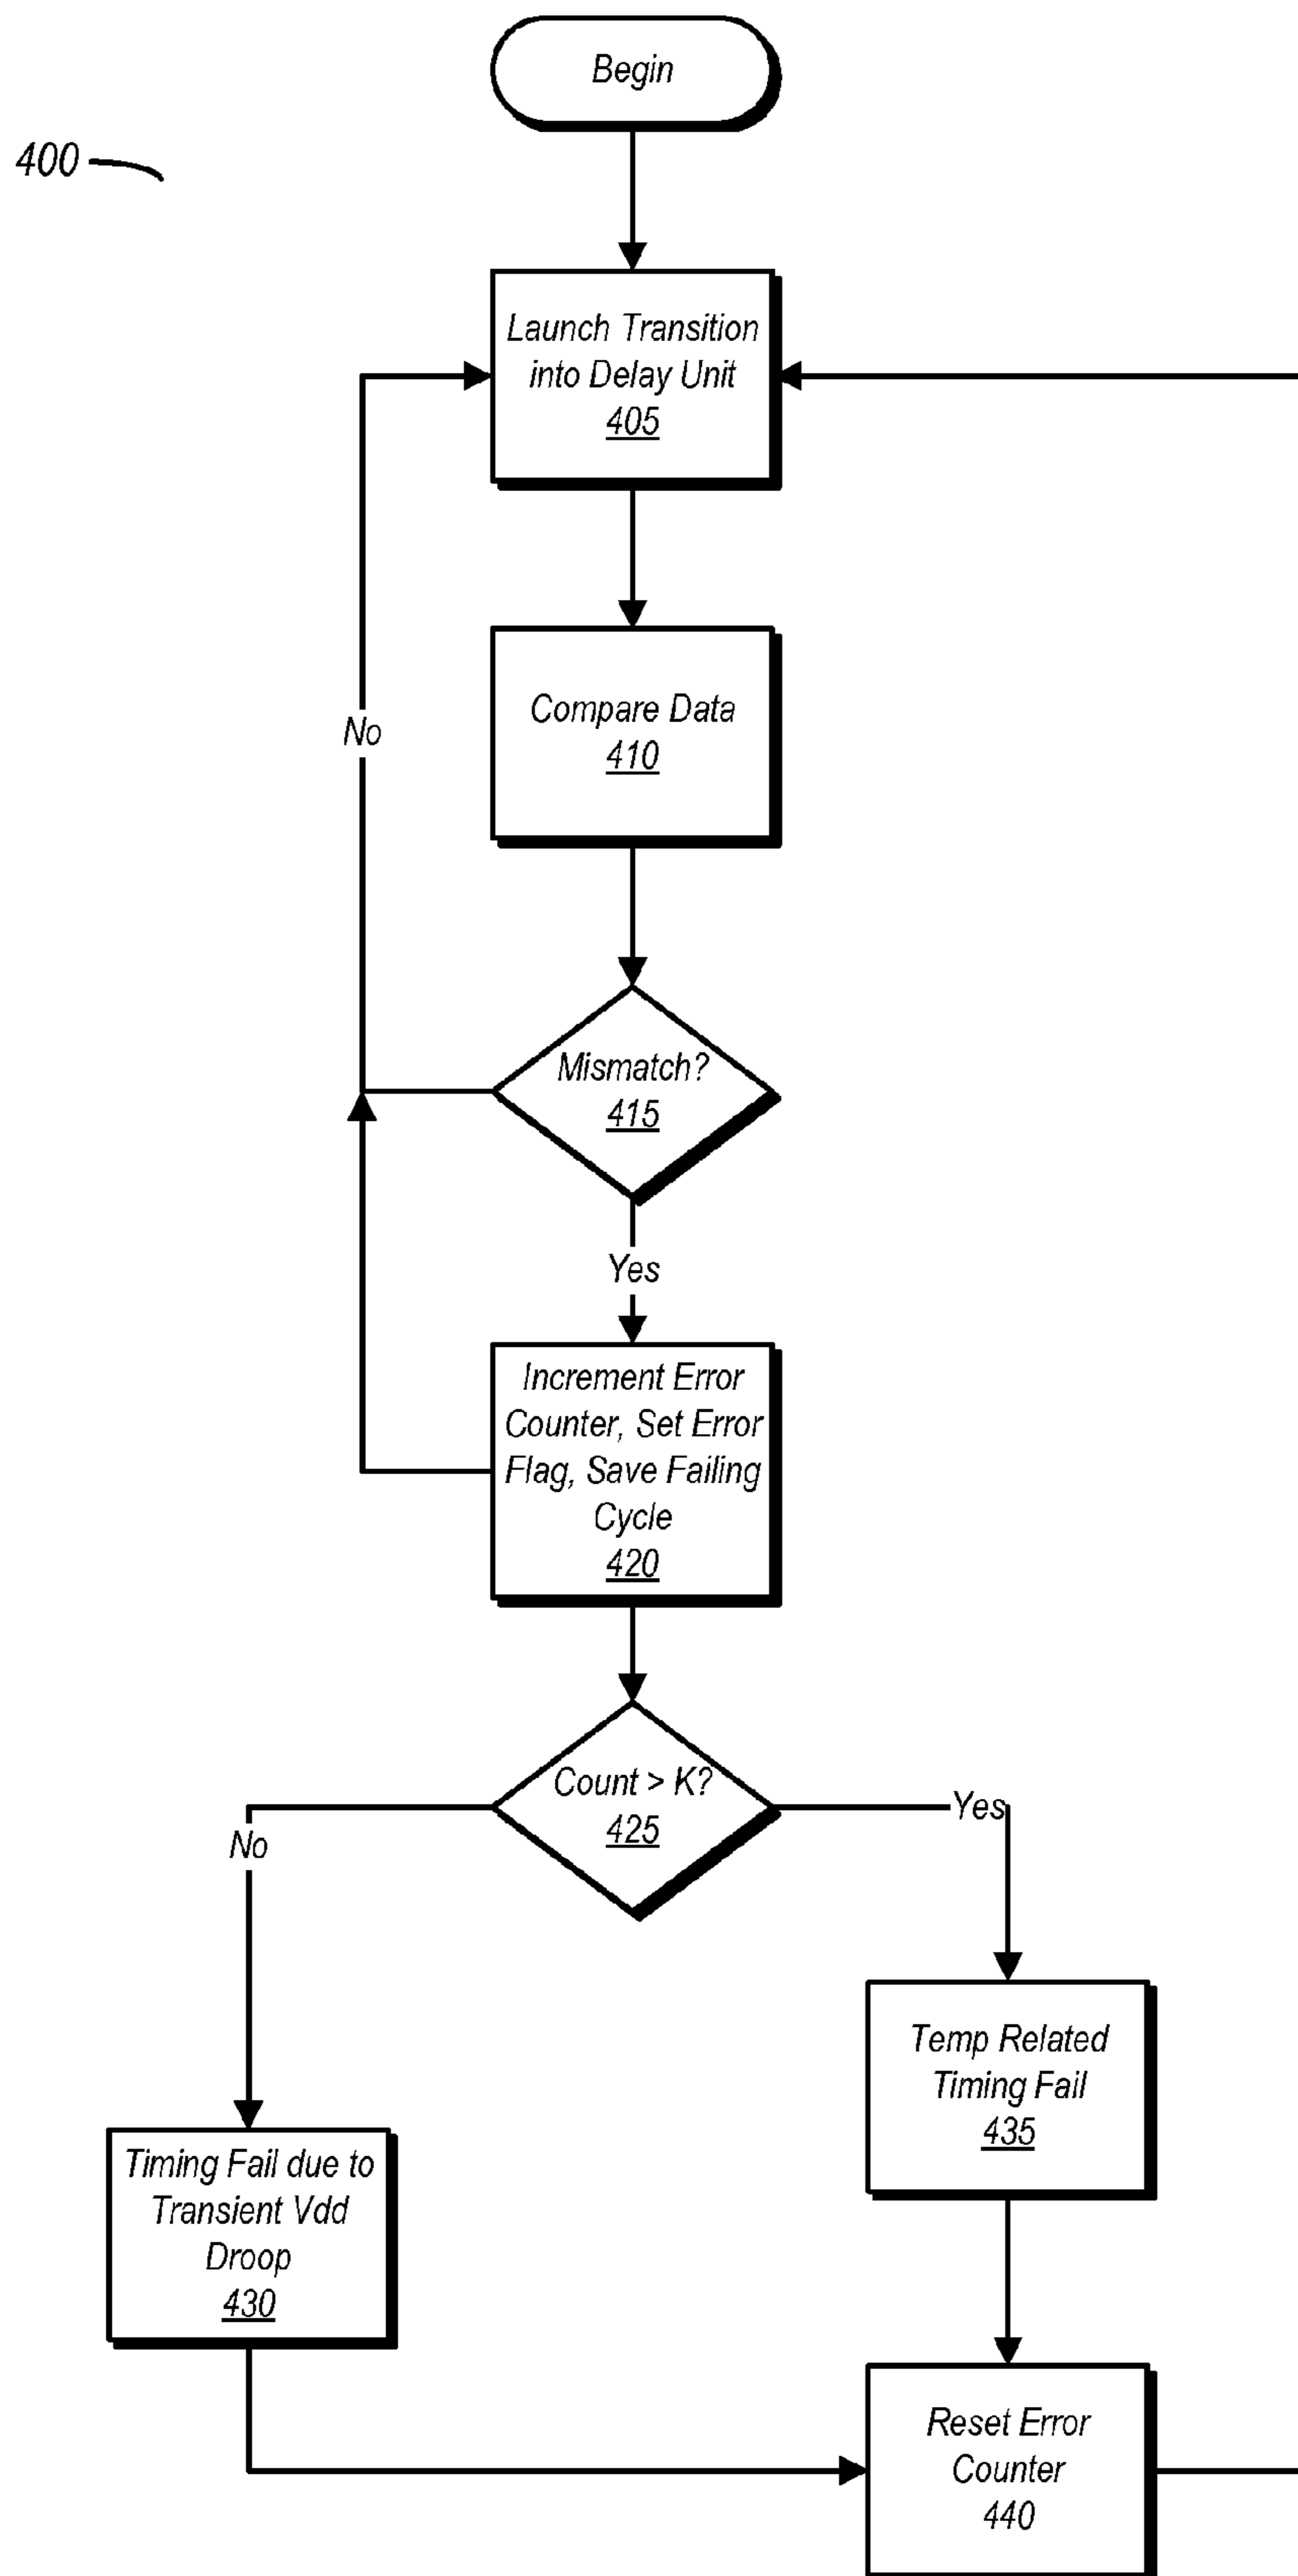 Begin
400
Launch Transition
into Delay Unit
405
Compare Data
410
No
Mismatch?
415
Yes
Increment Error
Counter, Set Error
Flag, Save Failing
Cycle
420
Count > K?
425
Yes
No
Temp Related
Timing Fail
435
Timing Fail due to
Transient Vdd
Droop
430
Reset Error
Counter
440